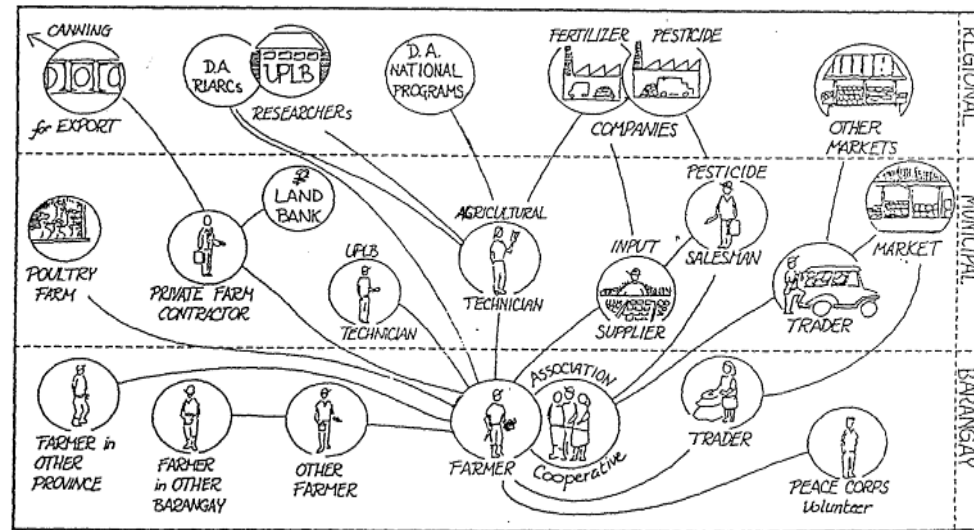 CANNING
for EXPORT
D.A.
RIARCs
UPLB
RESEARCHERs
D.A.
NATIONAL
PROGRAMS
FERTILIZER
PESTICIDE
COMPANIES
OTHER
MARKETS
REGIONAL
POULTRY
FARM
LAND
BANK
PRIVATE FARM
CONTRACTOR
UPLB
TECHNICIAN
AGRICULTURAL
TECHNICIAN
INPUT
SUPPLIER
PESTICIDE
SALESMAN
TRADER
MARKET
MUNICIPAL
FARMER in
OTHER
PROVINCE
FARMER
in OTHER
BARANGAY
OTHER
FARMER
FARMER
ASSOCIATION
Cooperative
TRADER
PEACE CORPS
Volunteer
BARANGAY